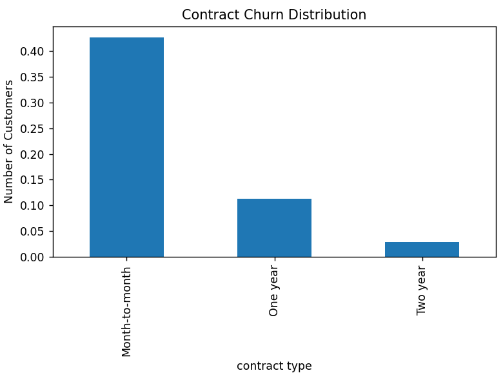 Contract Churn Distribution
Number of Customers
0.40
0.35
0.30
0.25
0.20
0.15
0.10
0.05
0.00
Month-to-month
One year
Two year
contract type